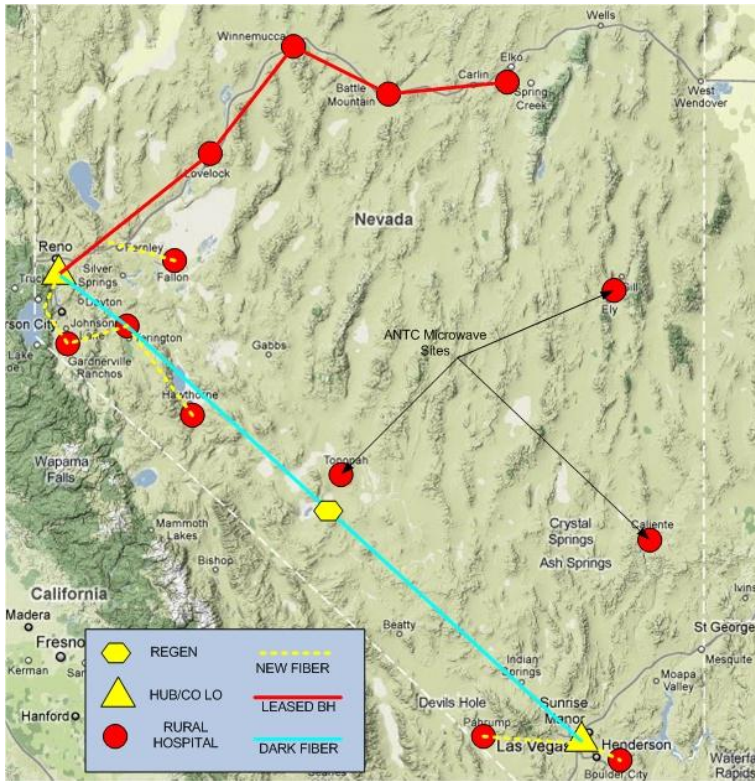 Wells
Winnemucca
Elko
Carlin
Battle
Mountain
Spring
Creek
West
Wendover
Lovelock
Nevada
Reno
Fernley
Fallon
Silver
Springs
Dayton
Ely
ANTC Microwave
Sites
Johnson
Lane
Yerington
Gardnerville
Ranchos
Gabbs
Hawthorne
Wapama
Falls
Tonopah
Mammoth
Lakes
Crystal
Springs
Caliente
Ash Springs
Bishop
California
Madera
Fresno
Kerman
Hanford
Beatty
St George
Mesquite
Indian
Springs
Moapa
Valley
Devils Hole
Sunrise
Manor
Pahrump
Las Vegas
Henderson
Boulder City
REGEN
NEW FIBER
HUB/CO LO
LEASED BH
RURAL
HOSPITAL
DARK FIBER